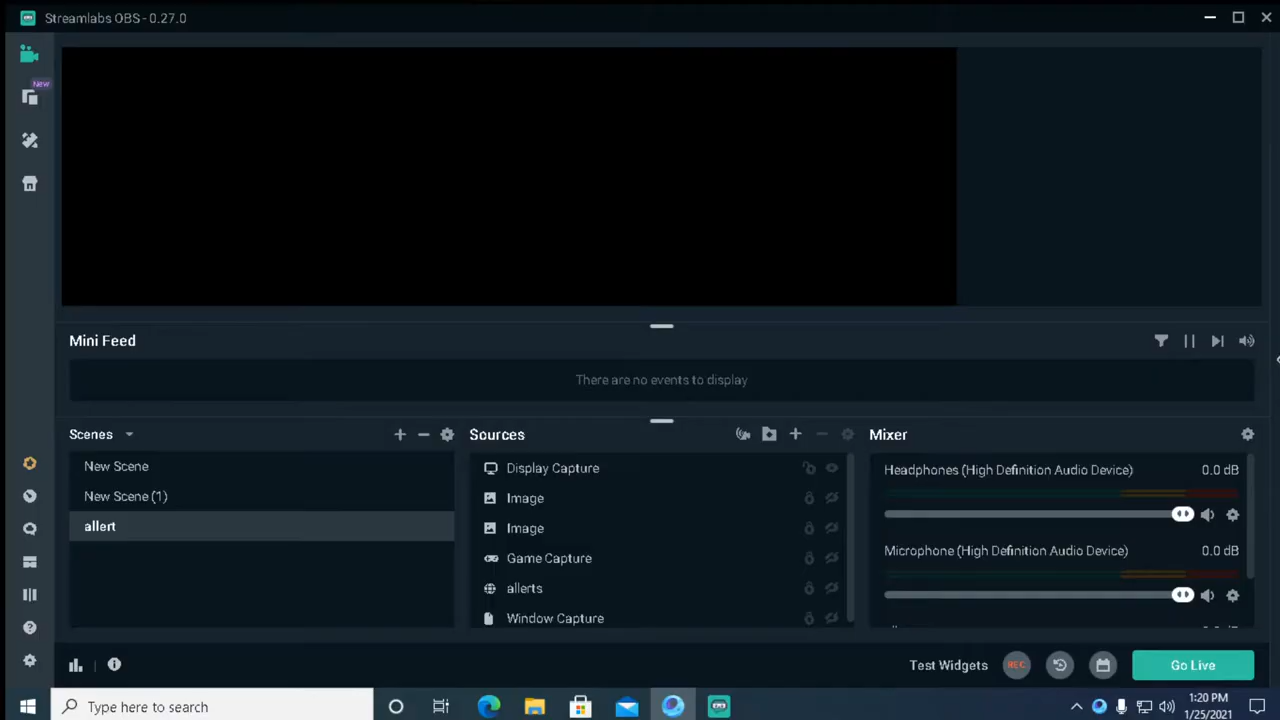 Streamlabs OBS - 0.27.0
New
Mini Feed
There are no events to display
Scenes
New Scene
New Scene (1)
allert
Sources
Display Capture
Image
Image
Game Capture
allerts
Window Capture
Mixer
Headphones (High Definition Audio Device) 0.0 dB
Microphone (High Definition Audio Device) 0.0 dB
Test Widgets
REC
Go Live
Type here to search
1:20 PM
1/25/2021